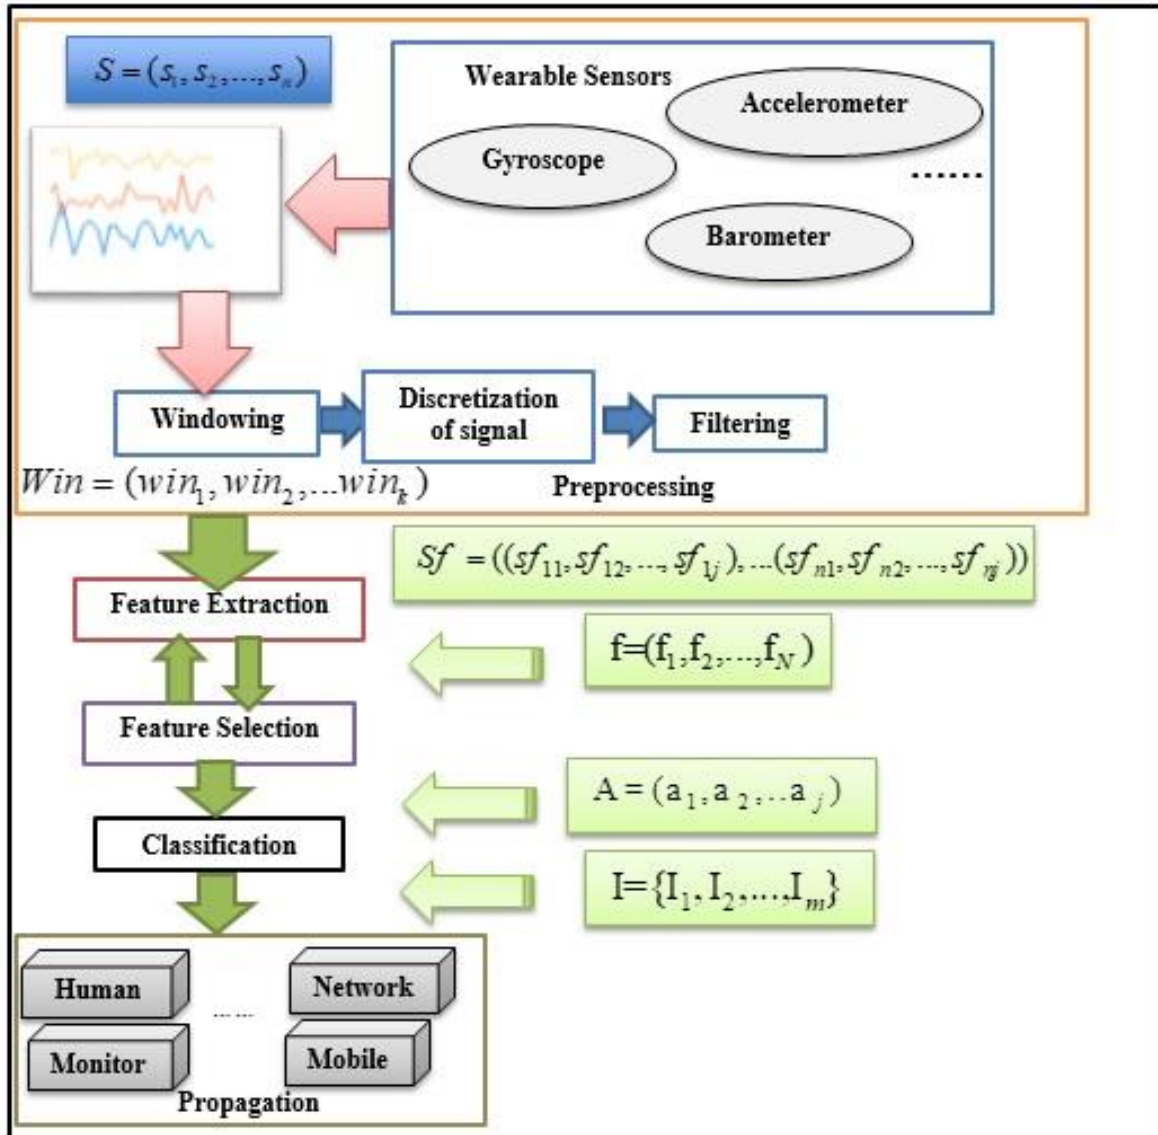 S = (s₁, s₂, ..., sₙ)
Wearable Sensors
Accelerometer
Gyroscope
......
Barometer
Windowing
Discretization
of signal
Filtering
Win = (win₁, win₂, ...winₖ)
Preprocessing
Sf = ((sf₁₁, sf₁₂, ..., sf₁ⱼ), ...(sfₙ₁, sfₙ₂, ..., sfₙⱼ))
Feature Extraction
f=(f₁,f₂,...,f_N)
Feature Selection
A = (a₁, a₂, ..aⱼ)
Classification
I={I₁, I₂,...,Iₘ}
Human
...... 
Network
Monitor
Mobile
Propagation